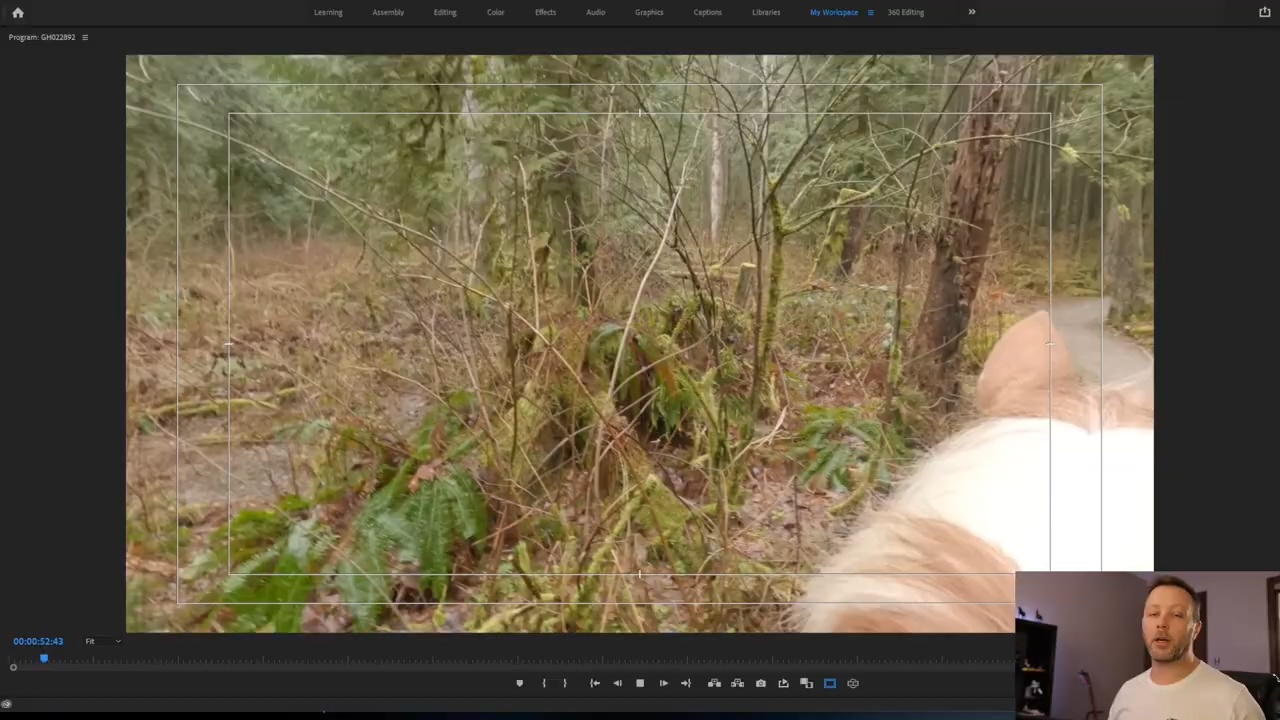 Learning Assembly Editing Color Effects Audio Graphics Captions Libraries My Workspace 360 Editing
Program: GH022892
00:00:52:43 Fit